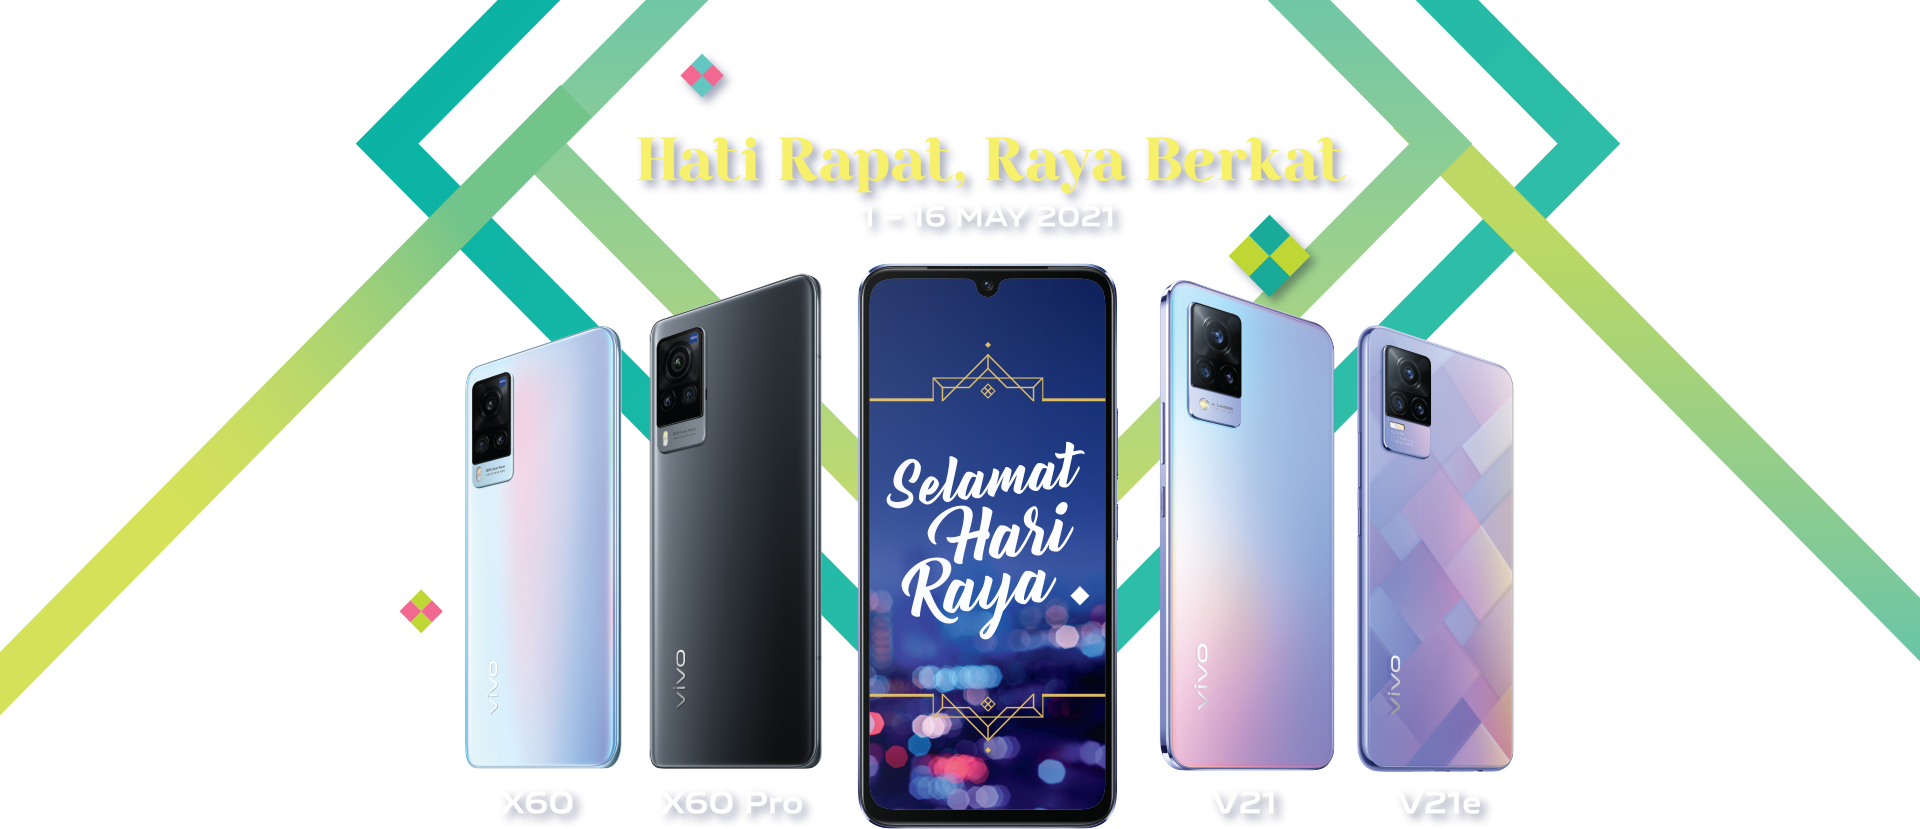 Hati Rapat, Raya Berkat
1 – 16 MAY 2021
Selamat
Hari
Raya
vivo
vivo
vivo
vivo
X60
X60 Pro
V21
V21e